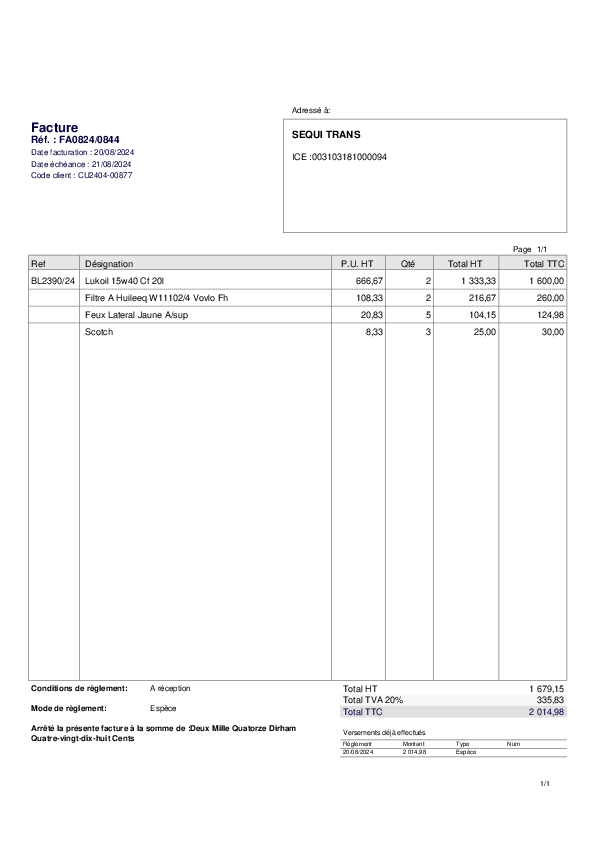 Adressé à:
Facture
Réf. : FA0824/0844
Date facturation : 20/08/2024
Date échéance : 21/08/2024
Code client : CU2404-00877
SEQUI TRANS
ICE :003103181000094
Page 1/1
Ref Désignation P.U. HT Qté Total HT Total TTC
BL2390/24 Lukoil 15w40 Cf 20l 666,67 2 1 333,33 1 600,00
Filtre A Huileeq W11102/4 Vovlo Fh 108,33 2 216,67 260,00
Feux Lateral Jaune A/sup 20,83 5 104,15 124,98
Scotch 8,33 3 25,00 30,00
Conditions de règlement: A réception
Mode de règlement: Espèce
Arrêté la présente facture à la somme de :Deux Mille Quatorze Dirham
Quatre-vingt-dix-huit Cents
Total HT 1 679,15
Total TVA 20% 335,83
Total TTC 2 014,98
Versements déjà effectués
Règlement Montant Type Num
20/08/2024 2 014,98 Espèce
1/1